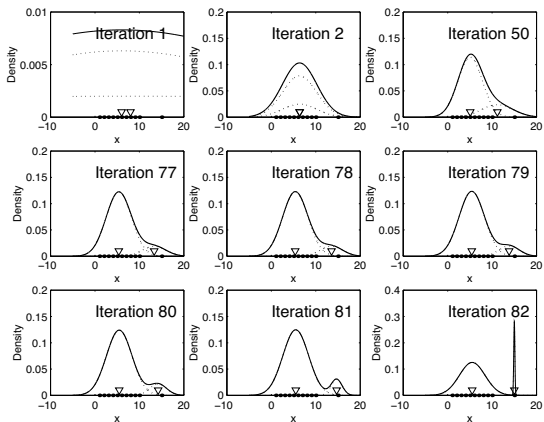 Iteration 1
0.01
0.005
0
Density
-10 0 10 20
x
Iteration 2
0.2
0.15
0.1
0.05
0
Density
-10 0 10 20
x
Iteration 50
0.2
0.15
0.1
0.05
0
Density
-10 0 10 20
x
Iteration 77
0.2
0.15
0.1
0.05
0
Density
-10 0 10 20
x
Iteration 78
0.2
0.15
0.1
0.05
0
Density
-10 0 10 20
x
Iteration 79
0.2
0.15
0.1
0.05
0
Density
-10 0 10 20
x
Iteration 80
0.2
0.15
0.1
0.05
0
Density
-10 0 10 20
x
Iteration 81
0.2
0.15
0.1
0.05
0
Density
-10 0 10 20
x
Iteration 82
0.4
0.3
0.2
0.1
0
Density
-10 0 10 20
x